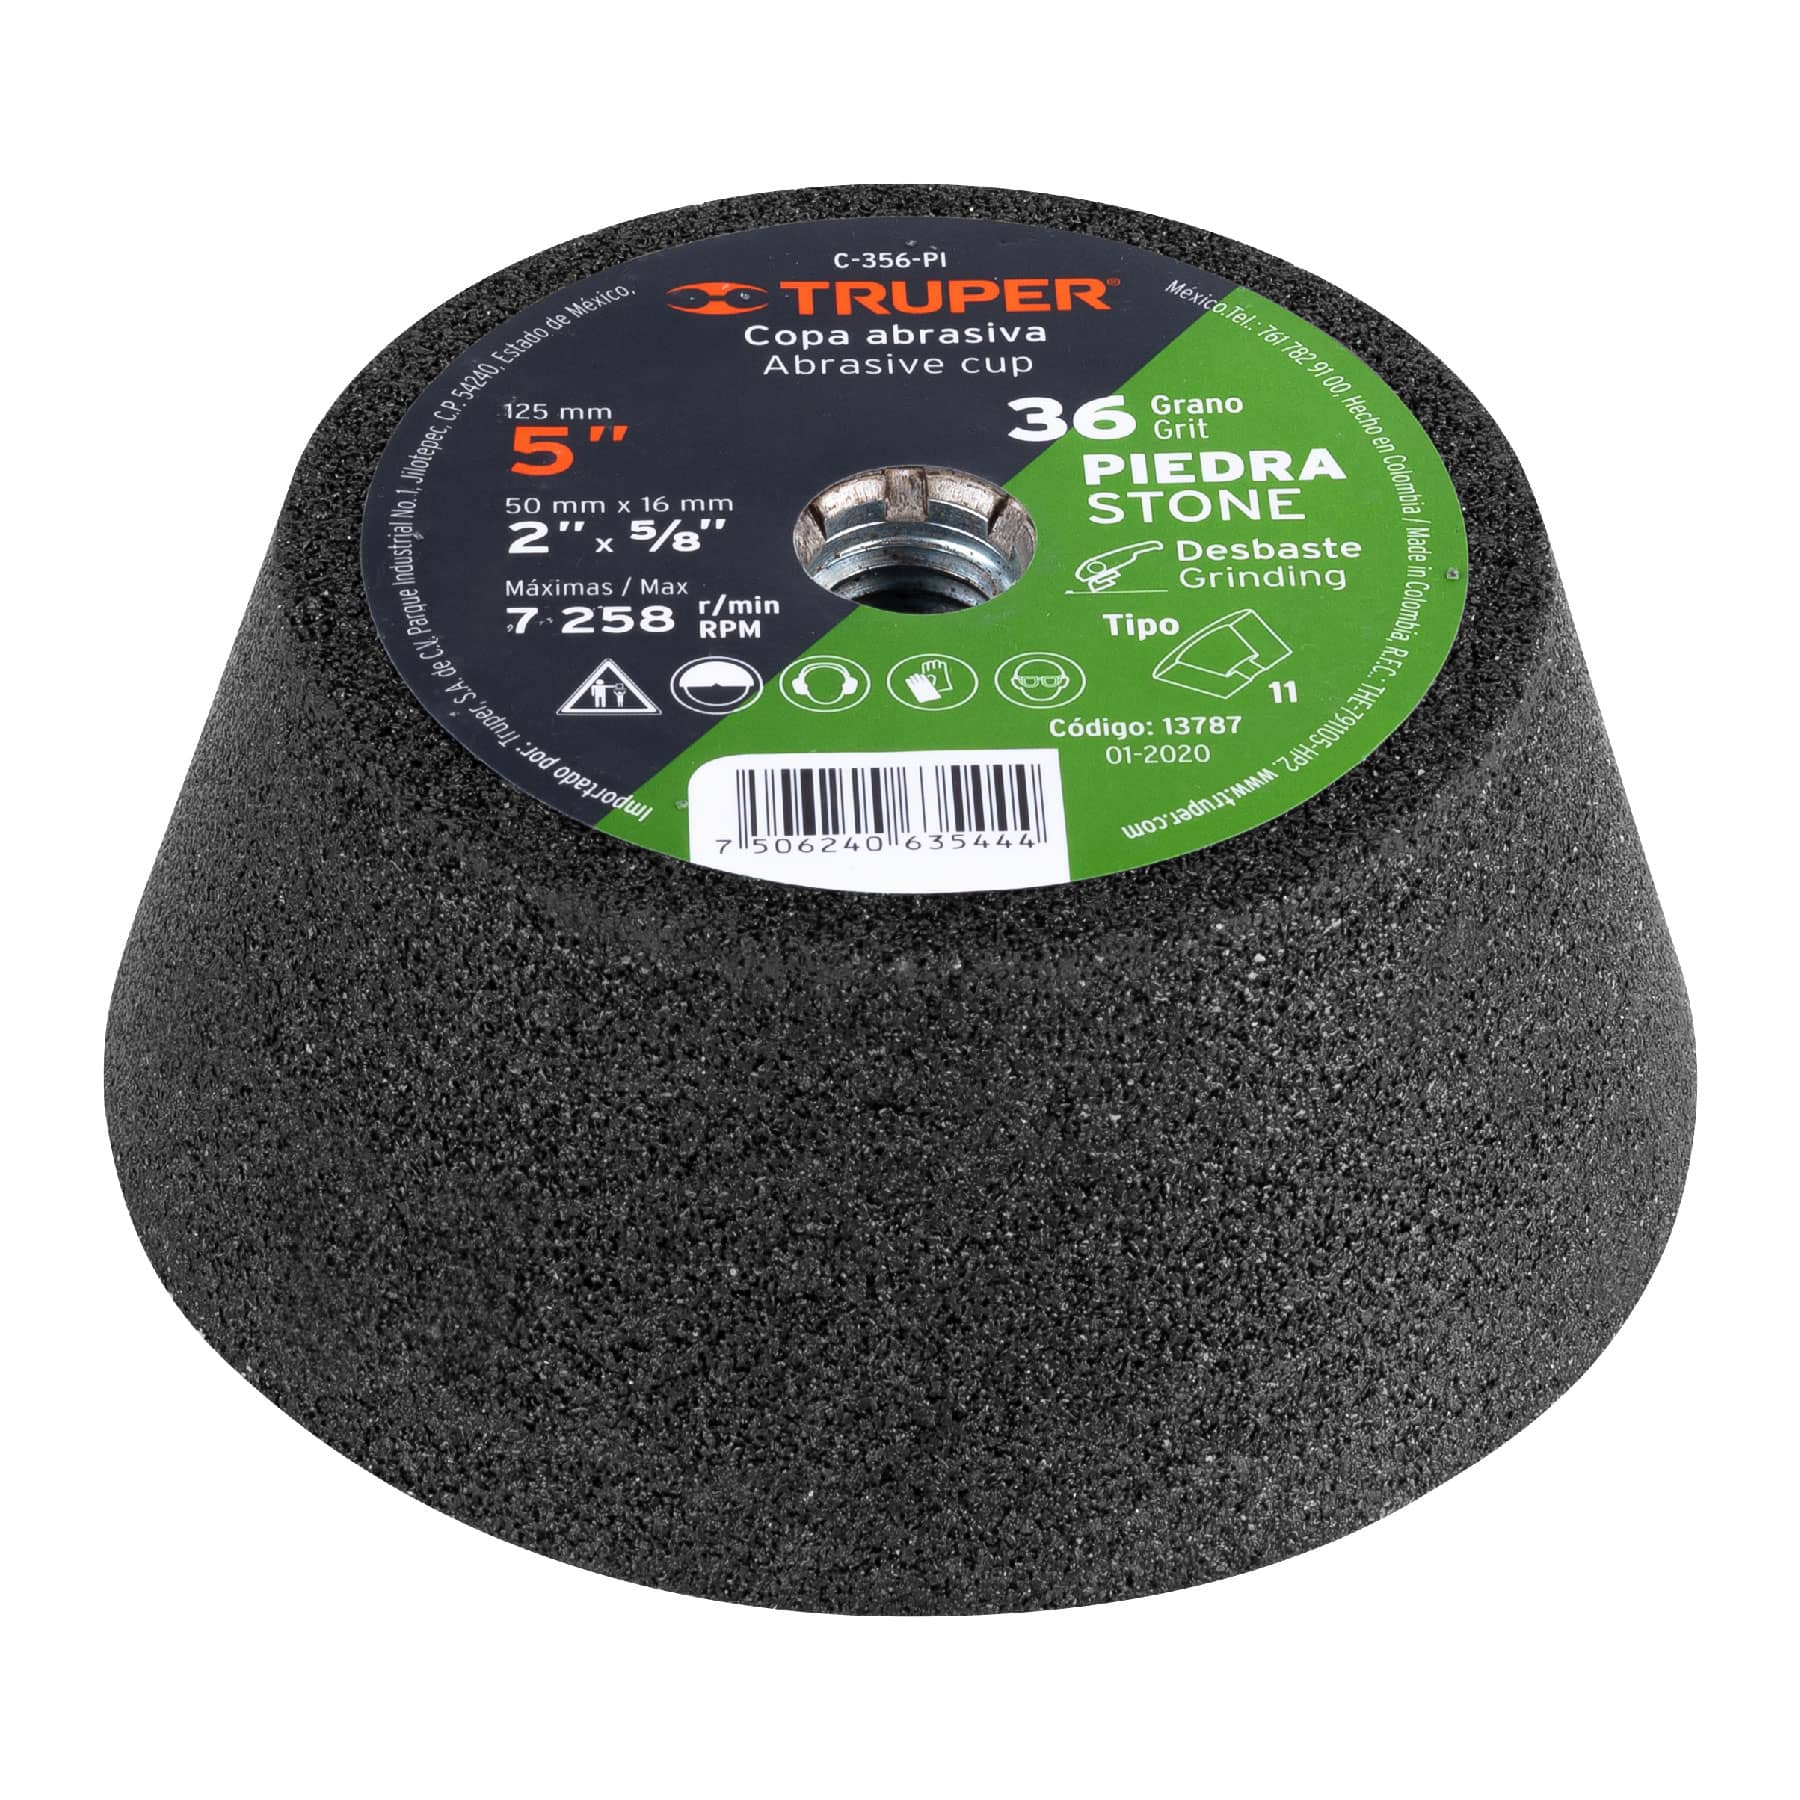 C-356-PI
TRUPER®
Copa abrasiva
Abrasive cup
125 mm
5"
50 mm x 16 mm
2" x 5/8"
Máximas / Max
7 258 r/min RPM
36 Grano Grit
PIEDRA
STONE
Desbaste
Grinding
Tipo
11
Código: 13787
01-2020
7 506240 635444
Importado por: Truper, S.A. de C.V. Parque Industrial No. 1, Jilotepec, C.P. 54240, Estado de México,
México, Tel.: 761 782 91 00, Hecho en Colombia / Made in Colombia, R.F.C.: THE-791105-HP2, www.truper.com